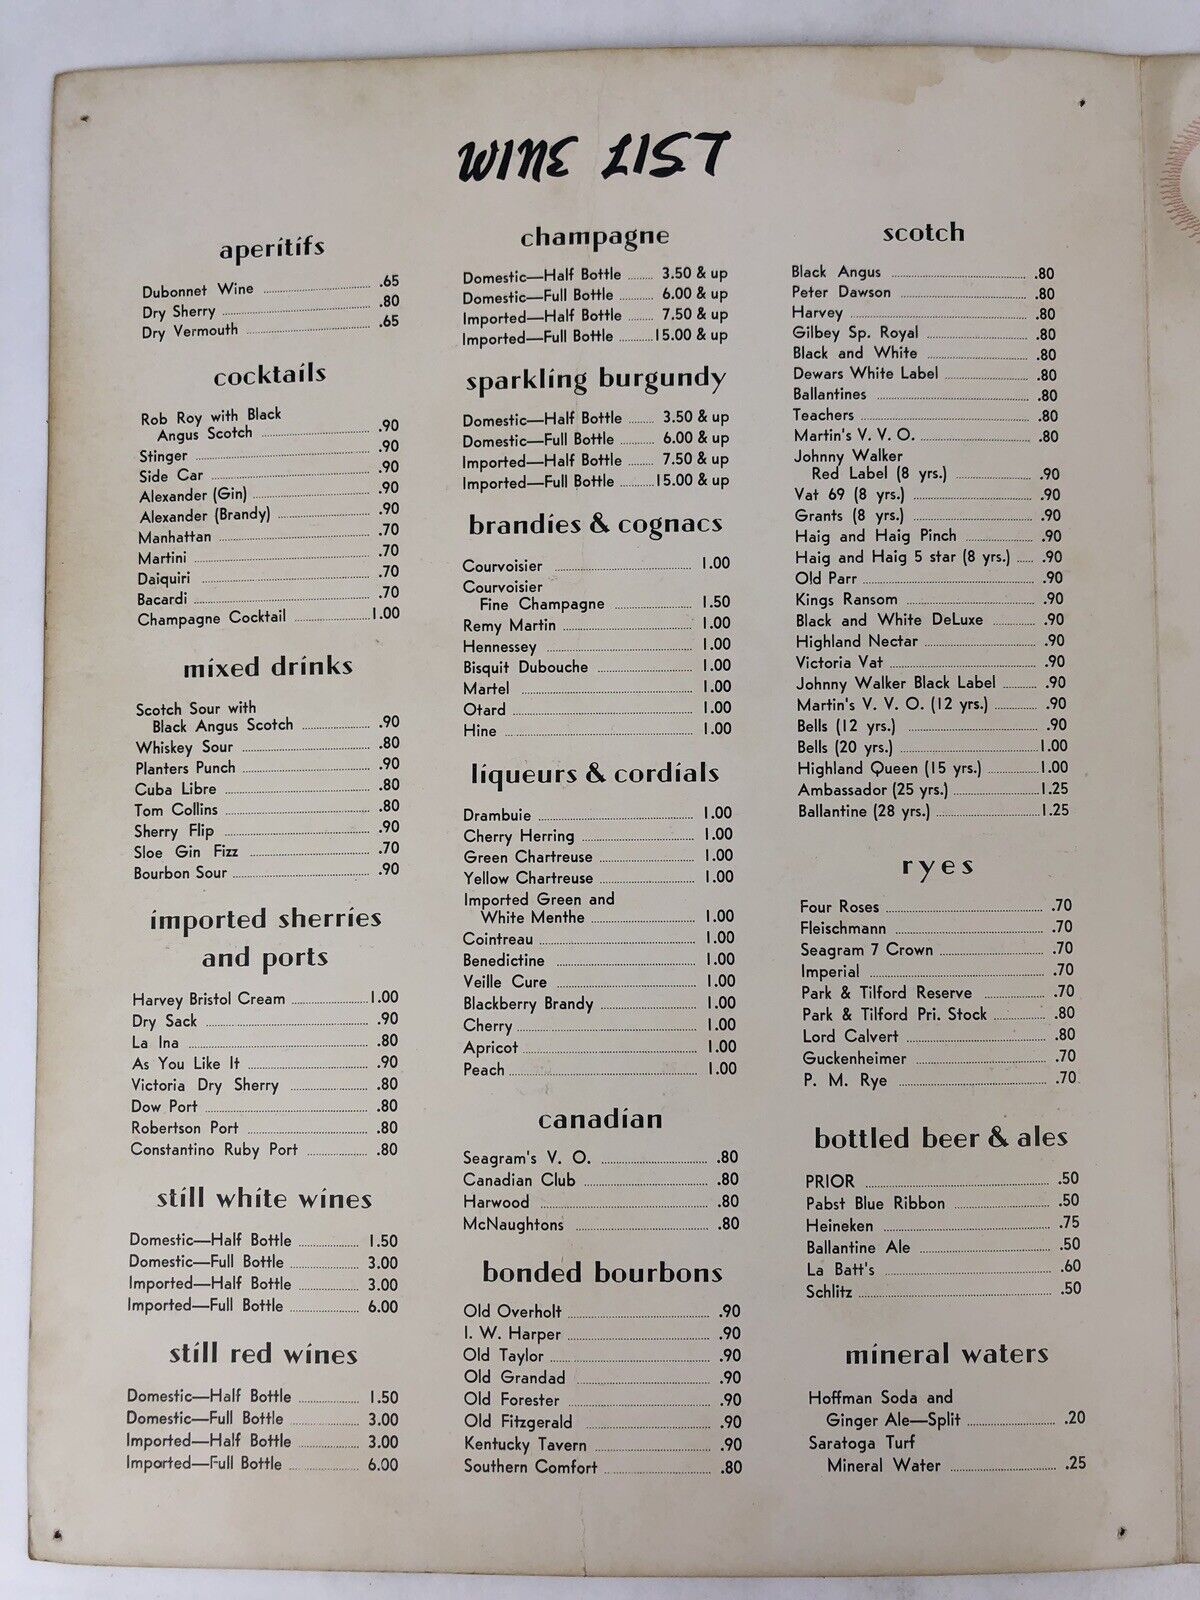 WINE LIST
aperitifs
Dubonnet Wine .65
Dry Sherry .80
Dry Vermouth .65
cocktails
Rob Roy with Black
Angus Scotch .90
Stinger .90
Side Car .90
Alexander (Gin) .90
Alexander (Brandy) .90
Manhattan .70
Martini .70
Daiquiri .70
Bacardi .70
Champagne Cocktail 1.00
mixed drinks
Scotch Sour with
Black Angus Scotch .90
Whiskey Sour .80
Planters Punch .90
Cuba Libre .80
Tom Collins .80
Sherry Flip .90
Sloe Gin Fizz .70
Bourbon Sour .90
imported sherries
and ports
Harvey Bristol Cream 1.00
Dry Sack .90
La Ina .80
As You Like It .90
Victoria Dry Sherry .80
Dow Port .80
Robertson Port .80
Constantino Ruby Port .80
still white wines
Domestic—Half Bottle 1.50
Domestic—Full Bottle 3.00
Imported—Half Bottle 3.00
Imported—Full Bottle 6.00
still red wines
Domestic—Half Bottle 1.50
Domestic—Full Bottle 3.00
Imported—Half Bottle 3.00
Imported—Full Bottle 6.00
champagne
Domestic—Half Bottle 3.50 & up
Domestic—Full Bottle 6.00 & up
Imported—Half Bottle 7.50 & up
Imported—Full Bottle 15.00 & up
sparkling burgundy
Domestic—Half Bottle 3.50 & up
Domestic—Full Bottle 6.00 & up
Imported—Half Bottle 7.50 & up
Imported—Full Bottle 15.00 & up
brandies & cognacs
Courvoisier 1.00
Courvoisier
Fine Champagne 1.50
Remy Martin 1.00
Hennessey 1.00
Bisquit Dubouche 1.00
Martel 1.00
Otard 1.00
Hine 1.00
liqueurs & cordials
Drambuie 1.00
Cherry Herring 1.00
Green Chartreuse 1.00
Yellow Chartreuse 1.00
Imported Green and
White Menthe 1.00
Cointreau 1.00
Benedictine 1.00
Veille Cure 1.00
Blackberry Brandy 1.00
Cherry 1.00
Apricot 1.00
Peach 1.00
canadian
Seagram's V. O. .80
Canadian Club .80
Harwood .80
McNaughtons .80
bonded bourbons
Old Overholt .90
I. W. Harper .90
Old Taylor .90
Old Grandad .90
Old Forester .90
Old Fitzgerald .90
Kentucky Tavern .90
Southern Comfort .80
scotch
Black Angus .80
Peter Dawson .80
Harvey .80
Gilbey Sp. Royal .80
Black and White .80
Dewars White Label .80
Ballantines .80
Teachers .80
Martin's V. V. O. .80
Johnny Walker
Red Label (8 yrs.) .90
Vat 69 (8 yrs.) .90
Grants (8 yrs.) .90
Haig and Haig Pinch .90
Haig and Haig 5 star (8 yrs.) .90
Old Parr .90
Kings Ransom .90
Black and White DeLuxe .90
Highland Nectar .90
Victoria Vat .90
Johnny Walker Black Label .90
Martin's V. V. O. (12 yrs.) .90
Bells (12 yrs.) .90
Bells (20 yrs.) 1.00
Highland Queen (15 yrs.) 1.00
Ambassador (25 yrs.) 1.25
Ballantine (28 yrs.) 1.25
ryes
Four Roses .70
Fleischmann .70
Seagram 7 Crown .70
Imperial .70
Park & Tilford Reserve .70
Park & Tilford Pri. Stock .80
Lord Calvert .80
Guckenheimer .70
P. M. Rye .70
bottled beer & ales
PRIOR .50
Pabst Blue Ribbon .50
Heineken .75
Ballantine Ale .50
La Batt's .60
Schlitz .50
mineral waters
Hoffman Soda and
Ginger Ale—Split .20
Saratoga Turf
Mineral Water .25